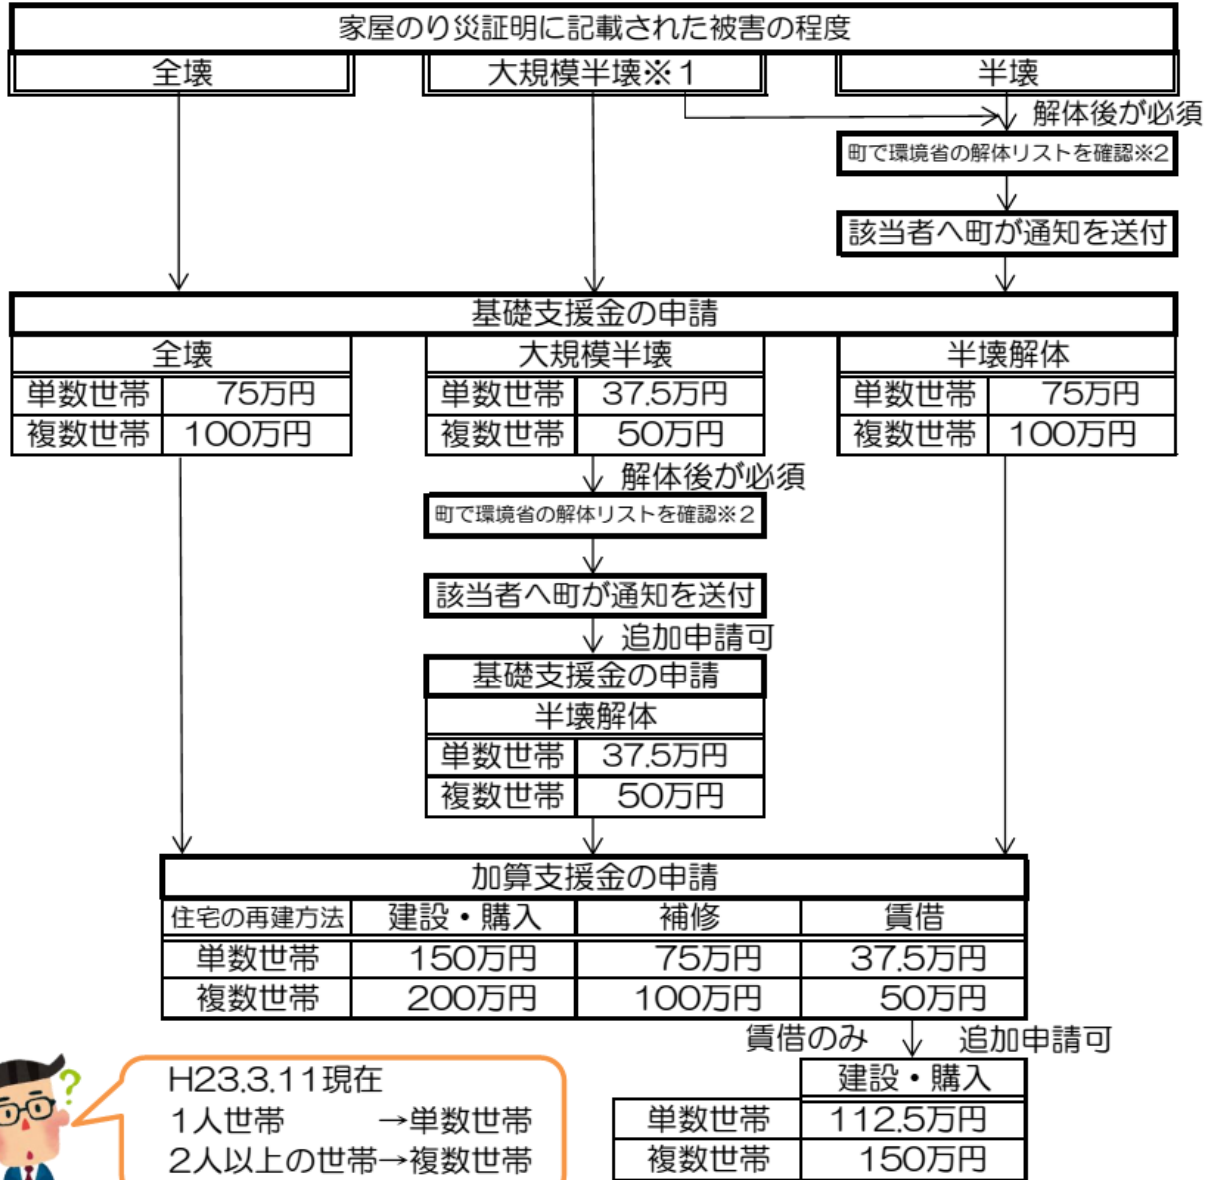 家屋のり災証明に記載された被害の程度
全壊 大規模半壊※1 半壊
解体後が必須
町で環境省の解体リストを確認※2
該当者へ町が通知を送付
基礎支援金の申請
全壊 大規模半壊 半壊解体
単数世帯 75万円 単数世帯 37.5万円 単数世帯 75万円
複数世帯 100万円 複数世帯 50万円 複数世帯 100万円
解体後が必須
町で環境省の解体リストを確認※2
該当者へ町が通知を送付
追加申請可
基礎支援金の申請
半壊解体
単数世帯 37.5万円
複数世帯 50万円
加算支援金の申請
住宅の再建方法 建設・購入 補修 賃借
単数世帯 150万円 75万円 37.5万円
複数世帯 200万円 100万円 50万円
賃借のみ 追加申請可
建設・購入
単数世帯 112.5万円
複数世帯 150万円
?
H23.3.11現在
1人世帯 →単数世帯
2人以上の世帯→複数世帯